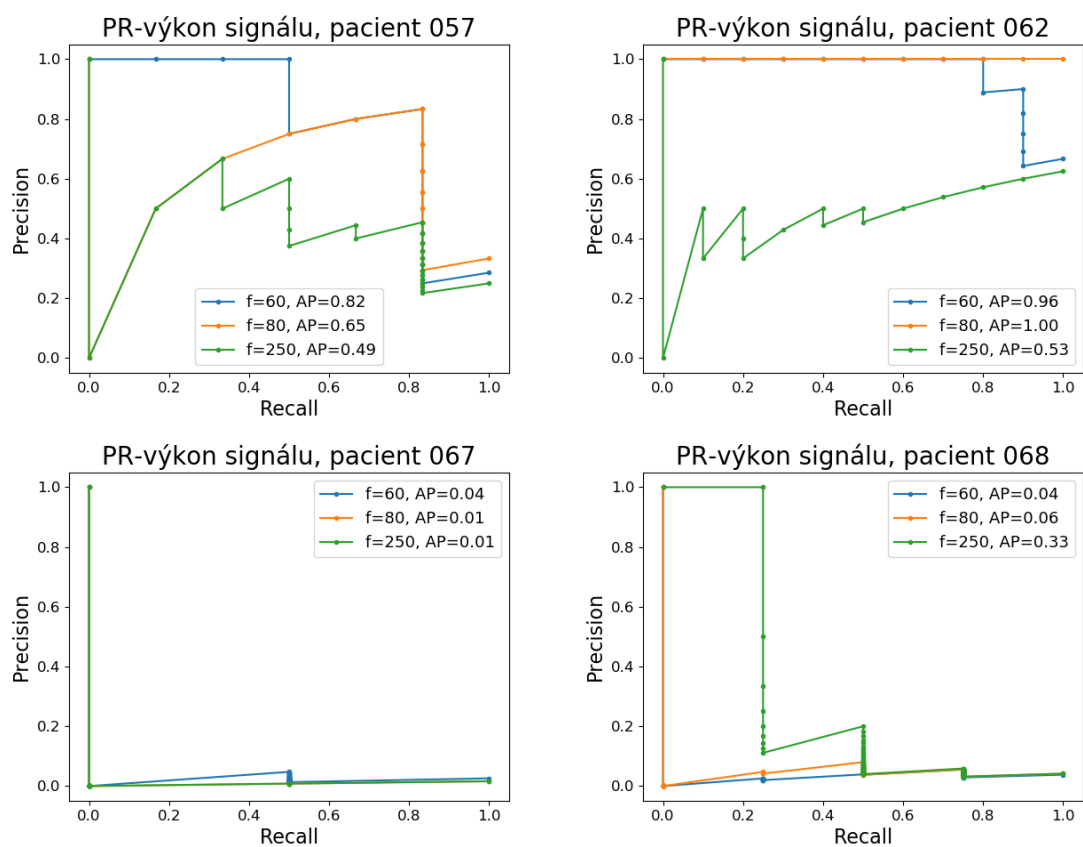 PR-výkon signálu, pacient 057
1.0
0.8
0.6
0.4
0.2
0.0
Precision
f=60, AP=0.82
f=80, AP=0.65
f=250, AP=0.49
0.0 0.2 0.4 0.6 0.8 1.0
Recall
PR-výkon signálu, pacient 062
1.0
0.8
0.6
0.4
0.2
0.0
Precision
f=60, AP=0.96
f=80, AP=1.00
f=250, AP=0.53
0.0 0.2 0.4 0.6 0.8 1.0
Recall
PR-výkon signálu, pacient 067
1.0
0.8
0.6
0.4
0.2
0.0
Precision
f=60, AP=0.04
f=80, AP=0.01
f=250, AP=0.01
0.0 0.2 0.4 0.6 0.8 1.0
Recall
PR-výkon signálu, pacient 068
1.0
0.8
0.6
0.4
0.2
0.0
Precision
f=60, AP=0.04
f=80, AP=0.06
f=250, AP=0.33
0.0 0.2 0.4 0.6 0.8 1.0
Recall